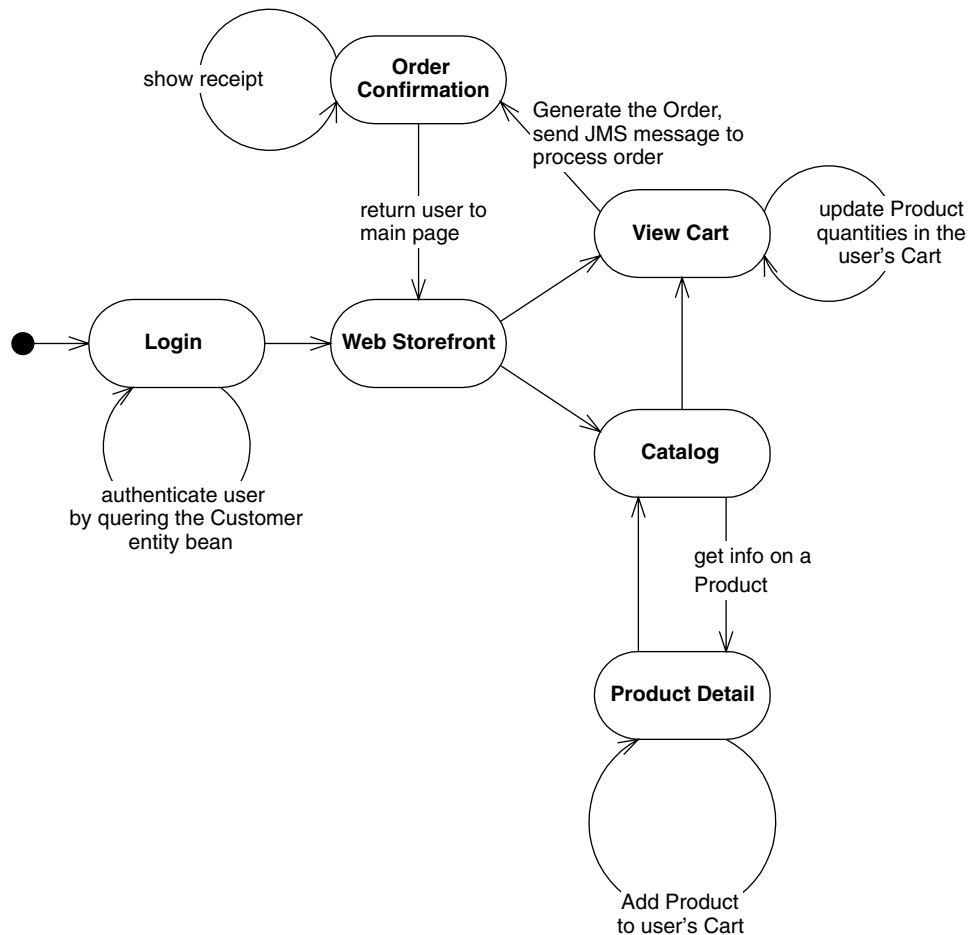 show receipt
Order
Confirmation
Generate the Order,
send JMS message to
process order
return user to
main page
View Cart
update Product
quantities in the
user's Cart
Login
Web Storefront
Catalog
authenticate user
by quering the Customer
entity bean
get info on a
Product
Product Detail
Add Product
to user's Cart